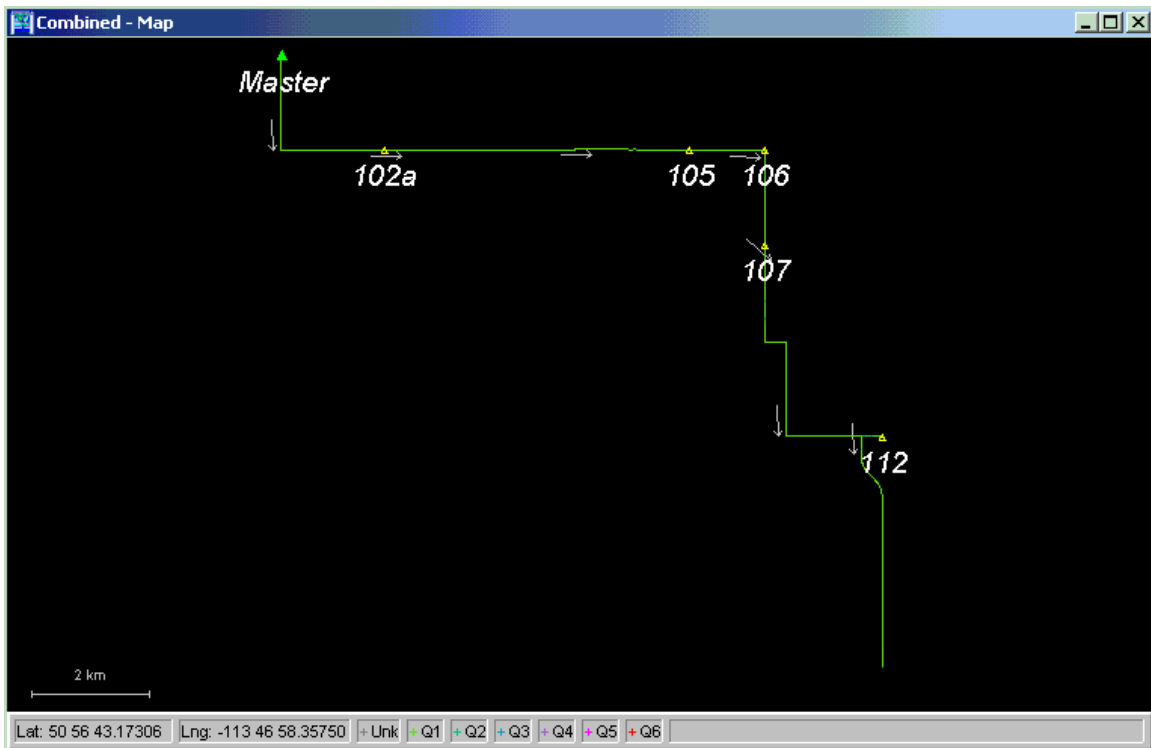 Combined - Map
Master
102a
105
106
107
112
2 km
Lat: 50 56 43.17306 Lng: -113 46 58.35750 +Unk +Q1 +Q2 +Q3 +Q4 +Q5 +Q6